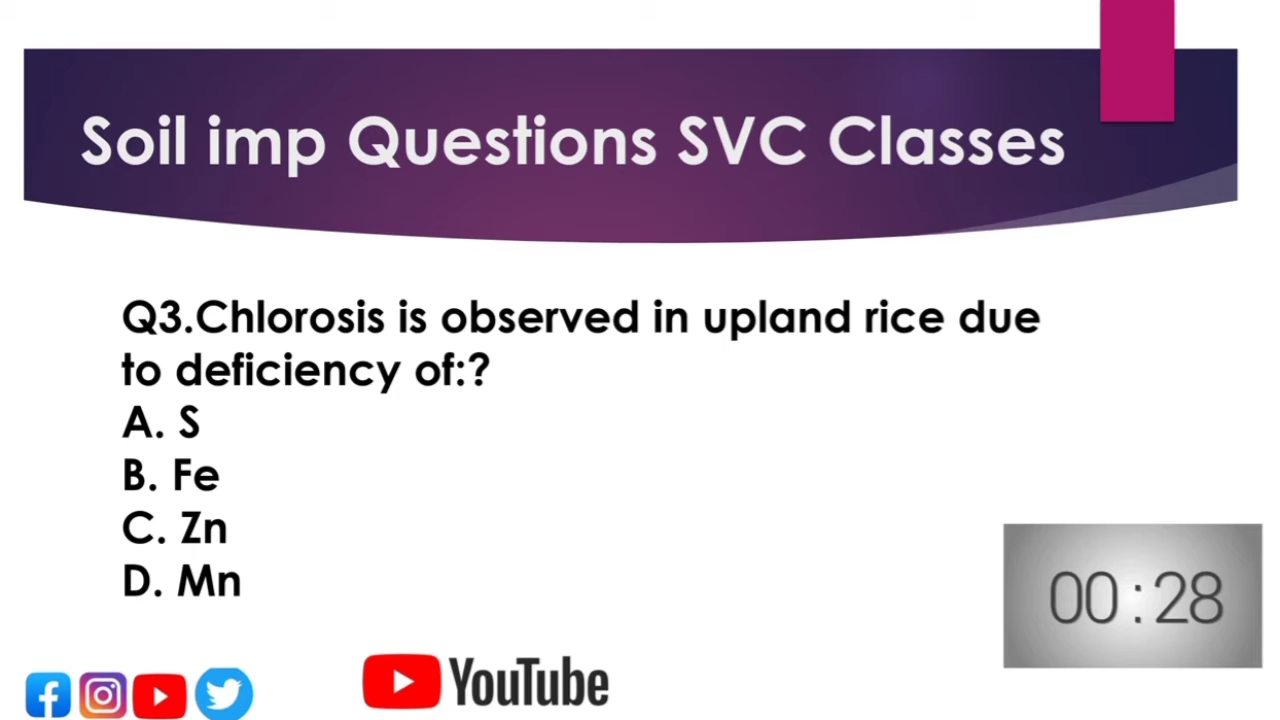 Soil imp Questions SVC Classes
Q3.Chlorosis is observed in upland rice due
to deficiency of:?
A. S
B. Fe
C. Zn
D. Mn
00:28
YouTube